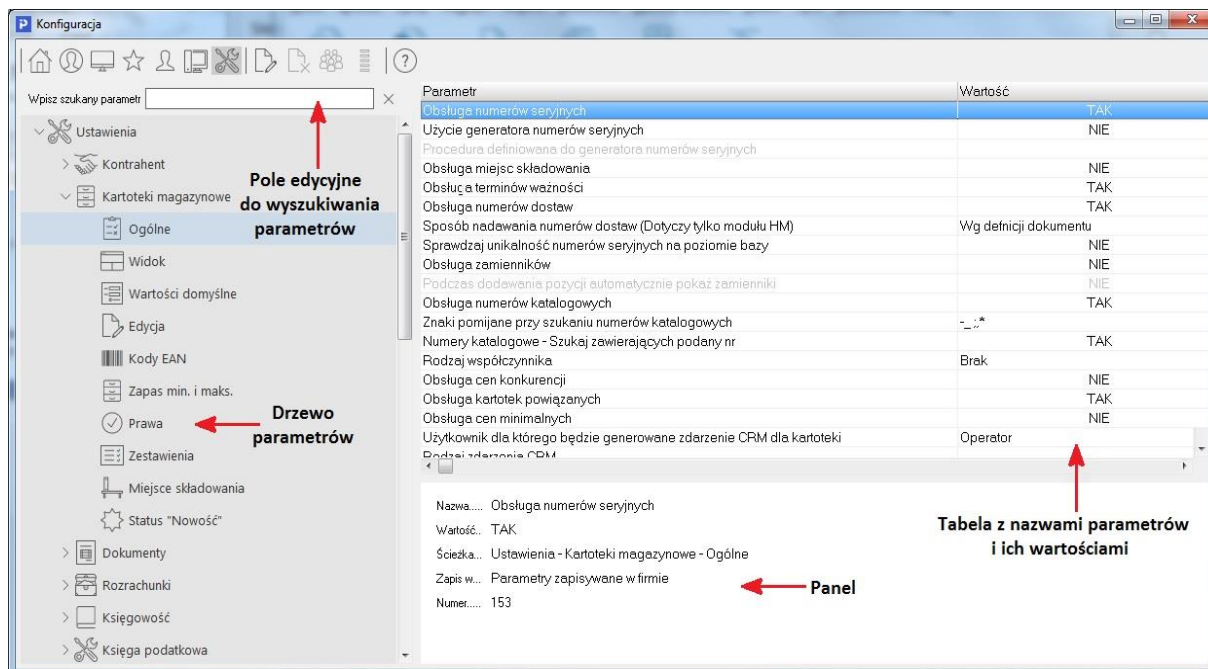 Konfiguracja
Wpisz szukany parametr
Ustawienia
Kontrahent
Kartoteki magazynowe
Ogólne
Widok
Wartości domyślne
Edycja
Kody EAN
Zapas min. i maks.
Prawa
Zestawienia
Miejsce składowania
Status "Nowość"
Dokumenty
Rozrachunki
Księgowość
Księga podatkowa
Pole edycyjne
do wyszukiwania
parametrów
Drzewo
parametrów
Parametr Wartość
Obsługa numerów seryjnych TAK
Użycie generatora numerów seryjnych NIE
Procedura definiowana do generatora numerów seryjnych
Obsługa miejsc składowania NIE
Obsługa terminów ważności TAK
Obsługa numerów dostaw TAK
Sposób nadawania numerów dostaw (Dotyczy tylko modułu HM) Wg definicji dokumentu
Sprawdzaj unikalność numerów seryjnych na poziomie bazy NIE
Obsługa zamienników NIE
Podczas dodawania pozycji automatycznie pokaż zamienniki NIE
Obsługa numerów katalogowych TAK
Znaki pomijane przy szukaniu numerów katalogowych -_ ;,*
Numery katalogowe - Szukaj zawierających podany nr TAK
Rodzaj współczynnika Brak
Obsługa cen konkurencji NIE
Obsługa kartotek powiązanych TAK
Obsługa cen minimalnych NIE
Użytkownik dla którego będzie generowane zdarzenie CRM dla kartoteki Operator
Rodzaj zdarzenia CRM
Nazwa..... Obsługa numerów seryjnych
Wartość.. TAK
Ścieżka... Ustawienia - Kartoteki magazynowe - Ogólne
Zapis w... Parametry zapisywane w firmie
Numer..... 153
Panel
Tabela z nazwami parametrów
i ich wartościami